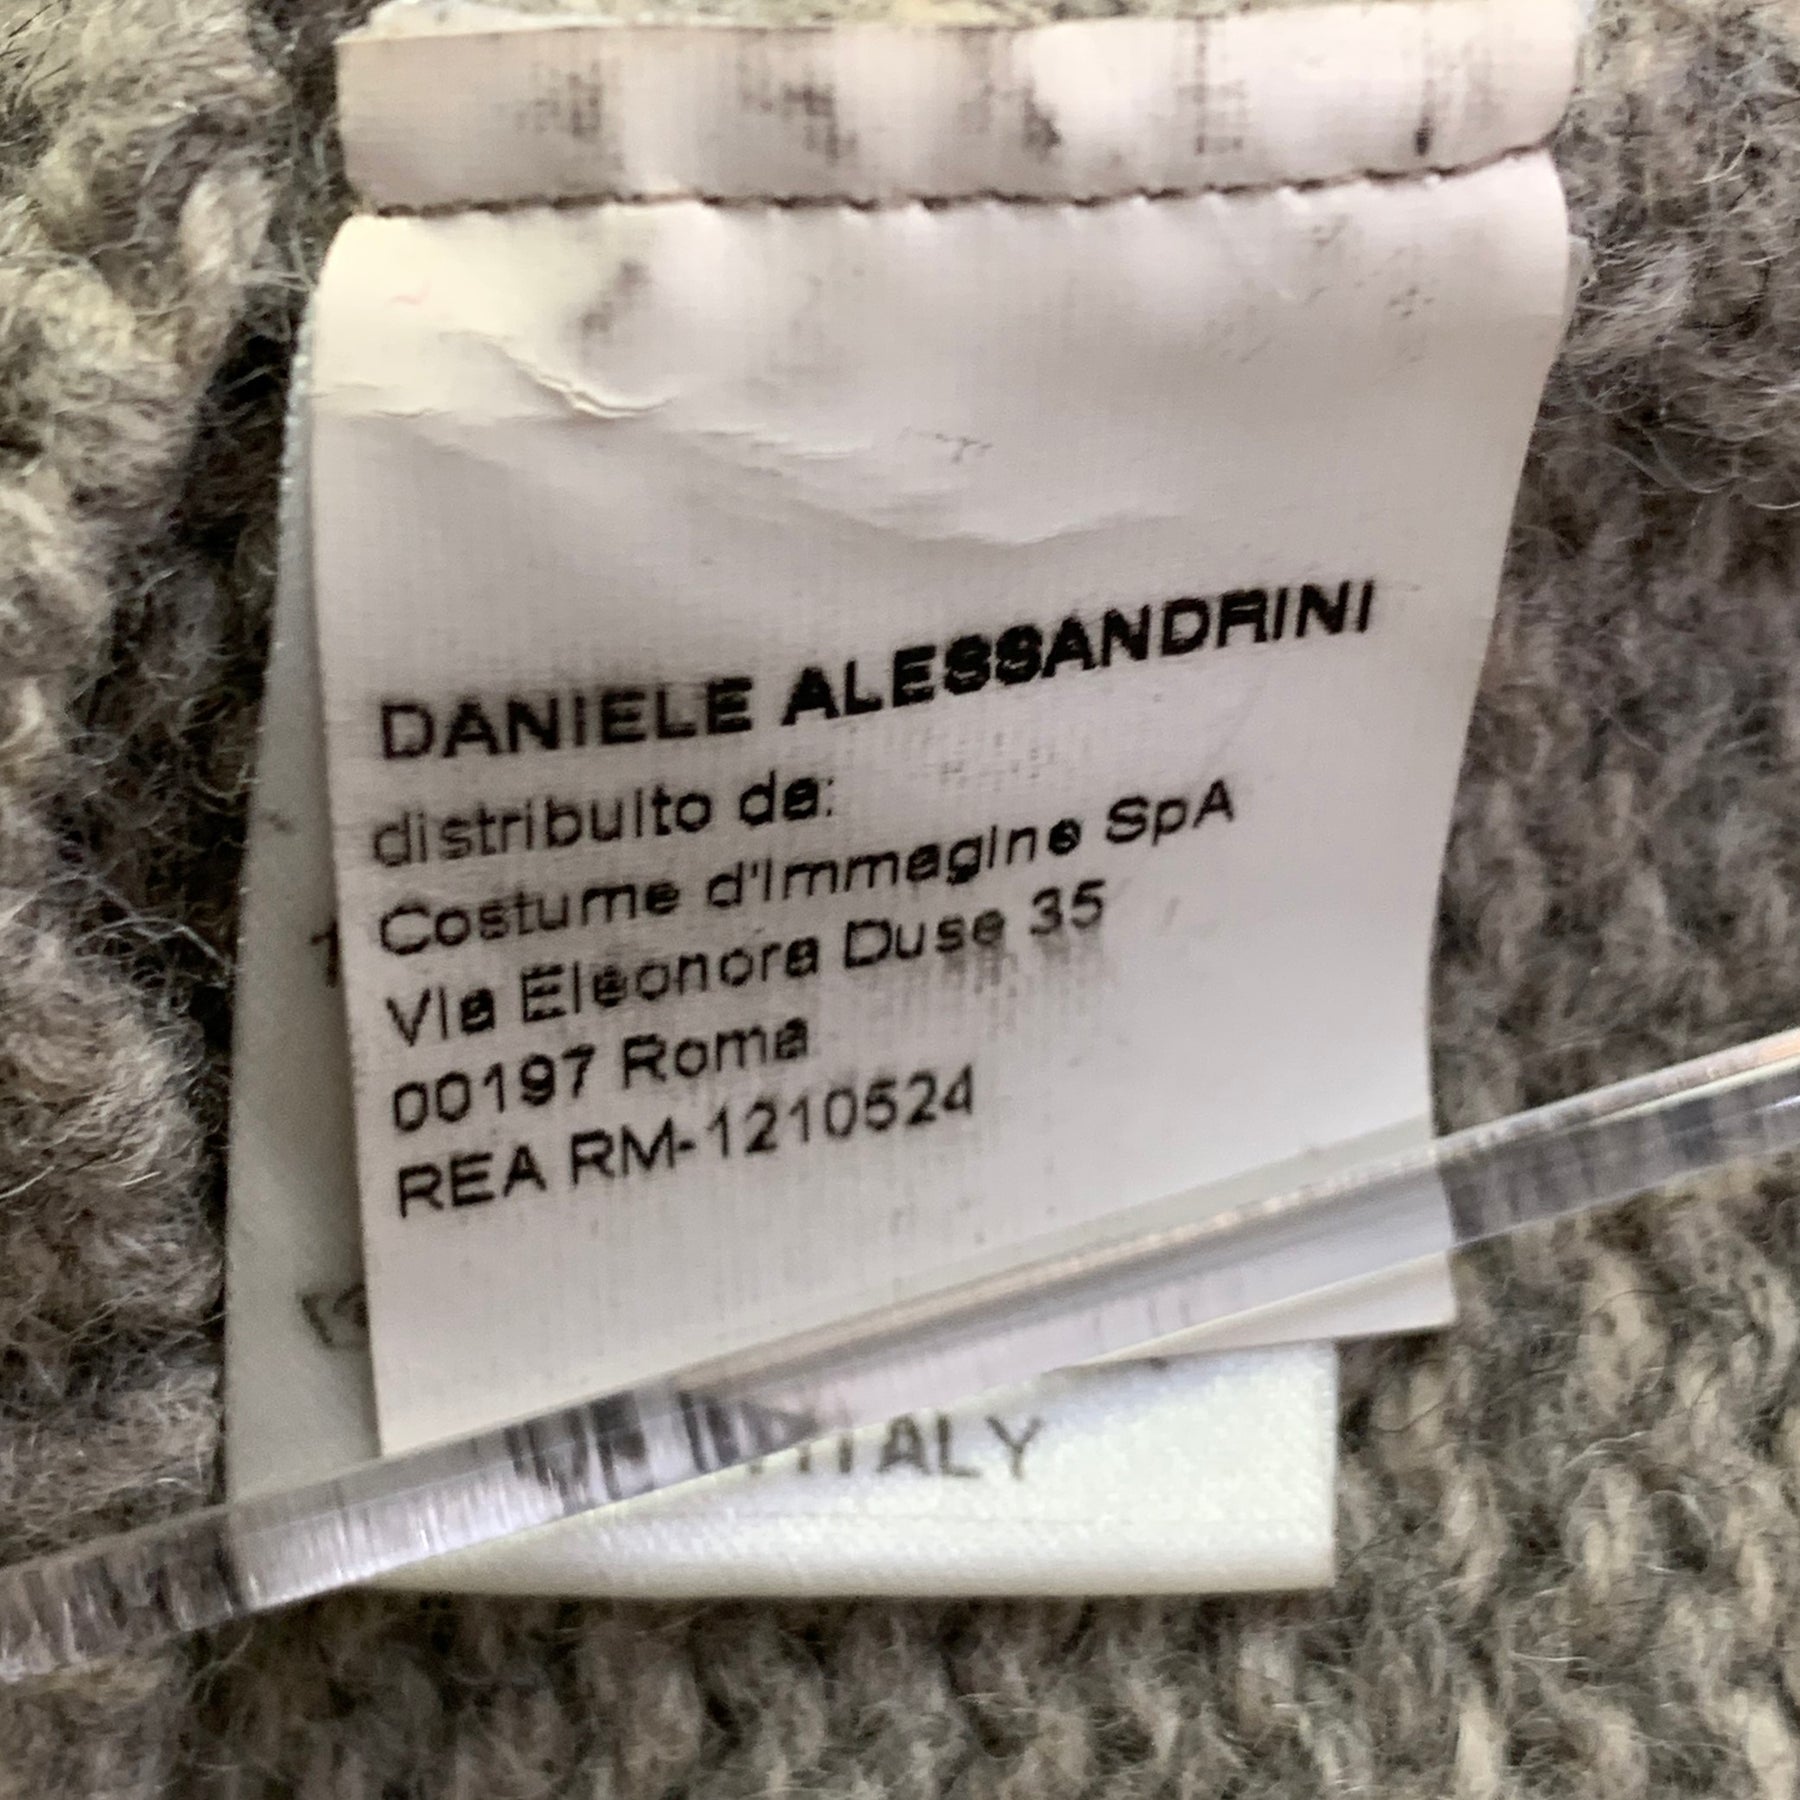 DANIELE ALESSANDRINI
distribuito da:
Costume d'Immagine SpA
Via Eleonora Duse 35
00197 Roma
REA RM-1210524
ITALY